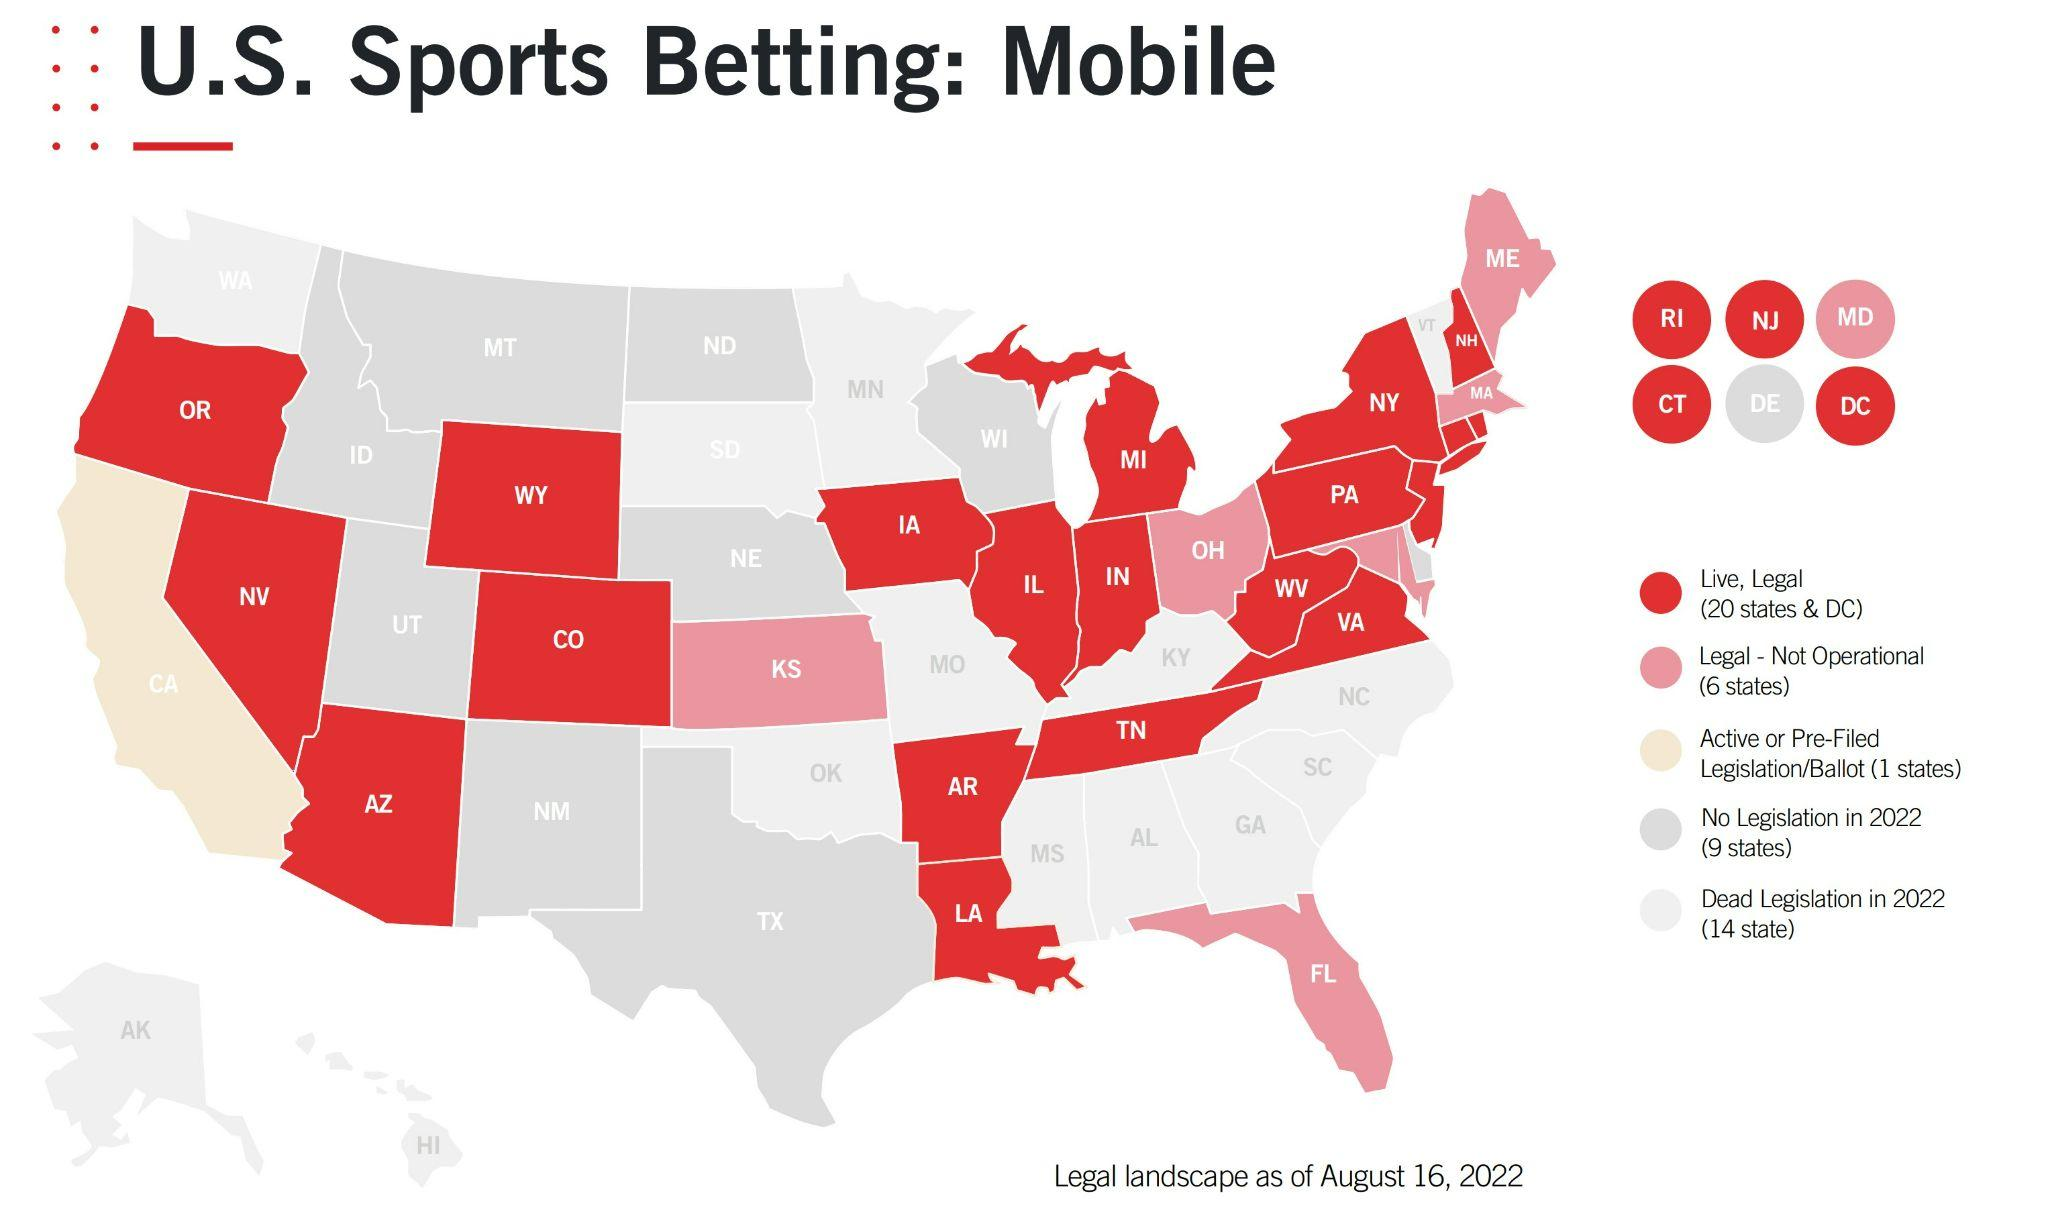 U.S. Sports Betting: Mobile
ME
WA
RI NJ MD
VT
NH
MT ND
MN
MA
OR
NY
CT DE DC
WI
SD
ID
MI
WY
PA
IA
OH
NE
IN
IL
WV
NV
Live, Legal
(20 states & DC)
UT
VA
CO
KS
MO
KY
Legal - Not Operational
(6 states)
CA
NC
TN
Active or Pre-Filed
Legislation/Ballot (1 states)
SC
OK
AR
AZ
NM
No Legislation in 2022
(9 states)
GA
AL
MS
LA
TX
Dead Legislation in 2022
(14 state)
FL
AK
HI
Legal landscape as of August 16, 2022